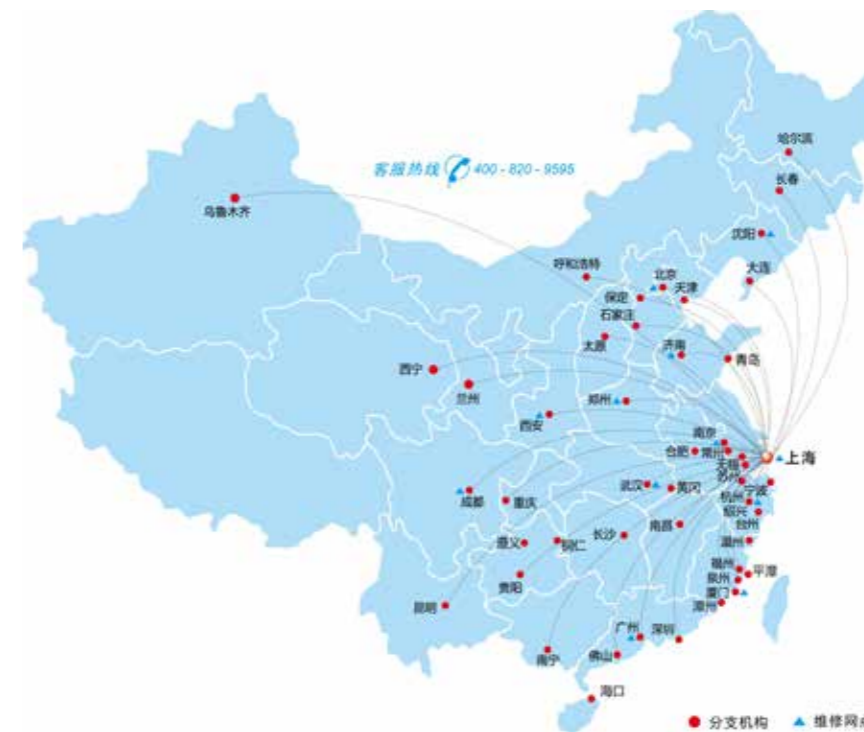 哈尔滨
客服热线 400-820-9595
长春
乌鲁木齐
沈阳
呼和浩特
北京
大连
天津
保定
石家庄
太原
济南
青岛
西宁
兰州
郑州
西安
南京
合肥
常州
上海
无锡
苏州
成都
重庆
武汉
黄冈
宁波
杭州
绍兴
台州
南昌
长沙
遵义
铜仁
温州
贵阳
福州
平潭
泉州
厦门
漳州
昆明
广州
深圳
南宁
佛山
海口
分支机构
维修网点